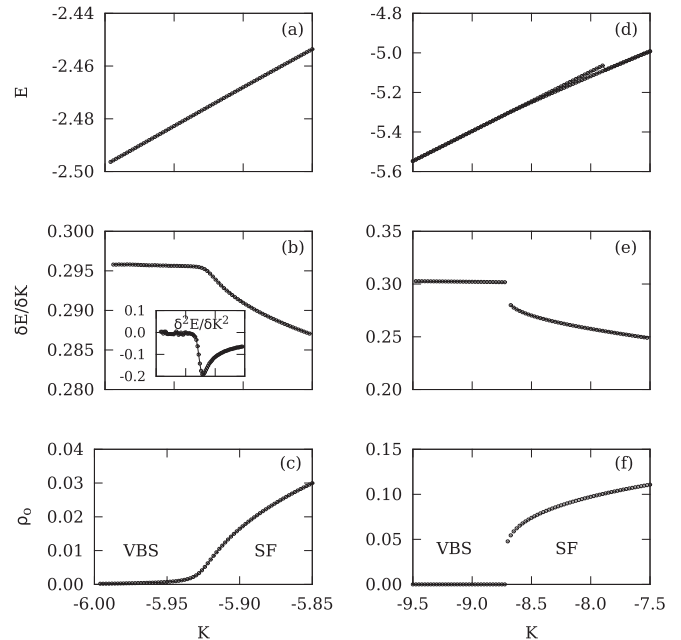 -2.44
-2.46
-2.48
-2.50
E
(a)
-4.8
-5.0
-5.2
-5.4
-5.6
(d)
0.300
0.295
0.290
0.285
0.280
δE/δK
(b)
0.1
0.0
-0.1
-0.2
δ²E/δK²
0.35
0.30
0.25
0.20
(e)
0.04
0.03
0.02
0.01
0.00
ρₒ
(c)
VBS
SF
-6.00 -5.95 -5.90 -5.85
K
0.15
0.10
0.05
0.00
(f)
VBS
SF
-9.5 -9.0 -8.5 -8.0 -7.5
K